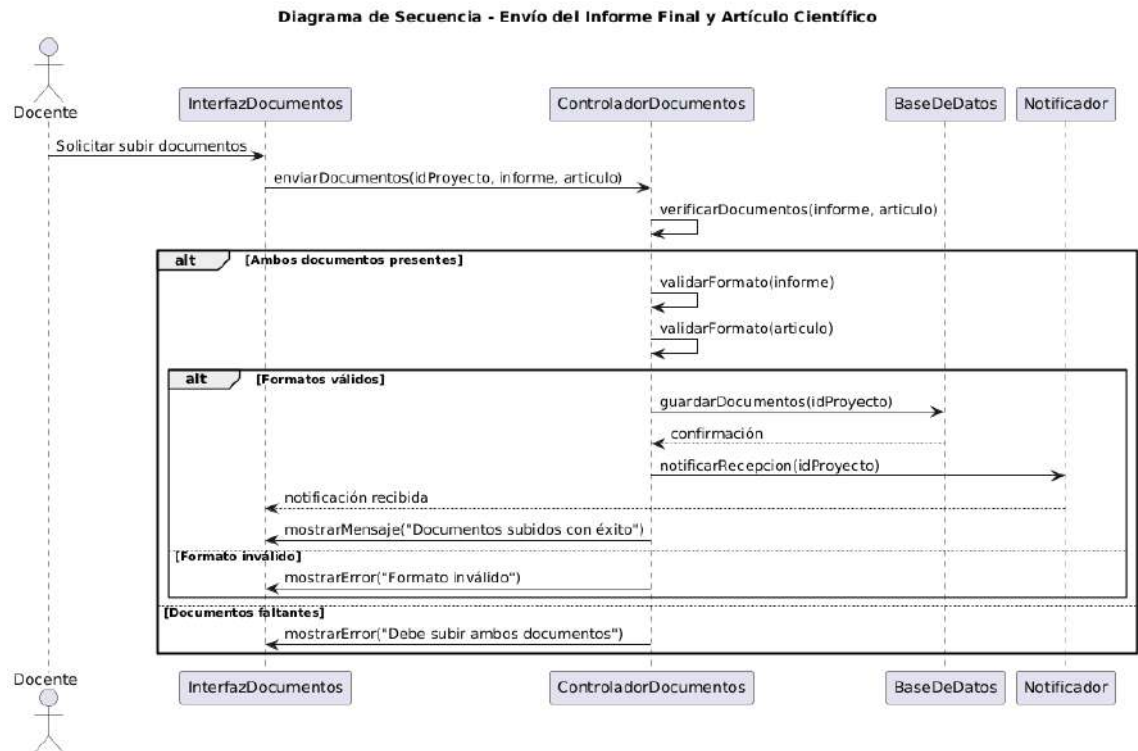 Diagrama de Secuencia - Envío del Informe Final y Artículo Científico
Docente
InterfazDocumentos
ControladorDocumentos
BaseDeDatos
Notificador
Solicitar subir documentos
enviarDocumentos(idProyecto, informe, articulo)
verificarDocumentos(informe, articulo)
alt [Ambos documentos presentes]
validarFormato(informe)
validarFormato(articulo)
alt [Formatos válidos]
guardarDocumentos(idProyecto)
confirmación
notificarRecepcion(idProyecto)
notificación recibida
mostrarMensaje("Documentos subidos con éxito")
[Formato inválido]
mostrarError("Formato inválido")
[Documentos faltantes]
mostrarError("Debe subir ambos documentos")
Docente
InterfazDocumentos
ControladorDocumentos
BaseDeDatos
Notificador